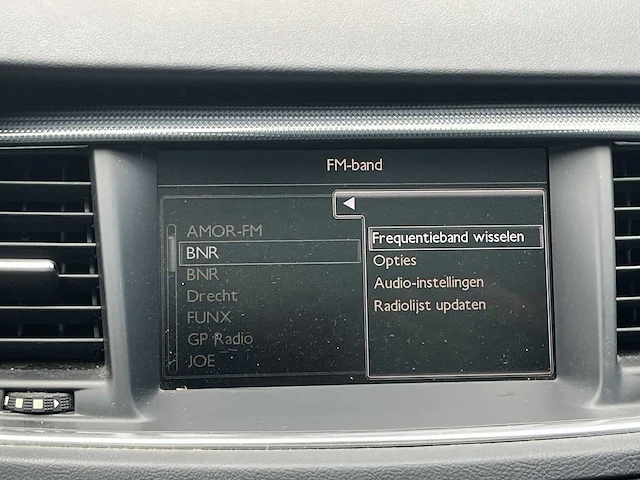 FM-band
AMOR-FM
BNR
BNR
Drecht
FUNX
GP Radio
JOE
Frequentieband wisselen
Opties
Audio-instellingen
Radiolijst updaten